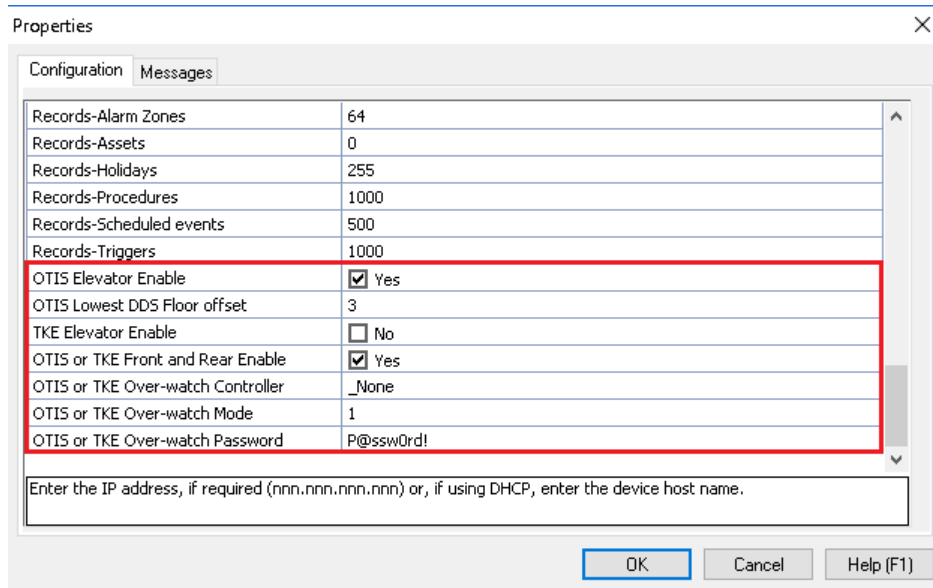 Properties
Configuration Messages
Records-Alarm Zones 64
Records-Assets 0
Records-Holidays 255
Records-Procedures 1000
Records-Scheduled events 500
Records-Triggers 1000
OTIS Elevator Enable Yes
OTIS Lowest DDS Floor offset 3
TKE Elevator Enable No
OTIS or TKE Front and Rear Enable Yes
OTIS or TKE Over-watch Controller _None
OTIS or TKE Over-watch Mode 1
OTIS or TKE Over-watch Password P@ssw0rd!
Enter the IP address, if required (nnn.nnn.nnn.nnn) or, if using DHCP, enter the device host name.
OK Cancel Help (F1)